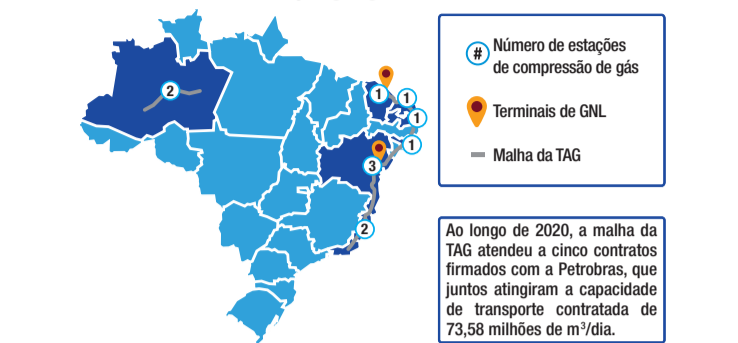 2
1
1
1
1
3
2
# Número de estações
de compressão de gás
Terminais de GNL
Malha da TAG
Ao longo de 2020, a malha da
TAG atendeu a cinco contratos
firmados com a Petrobras, que
juntos atingiram a capacidade
de transporte contratada de
73,58 milhões de m³/dia.